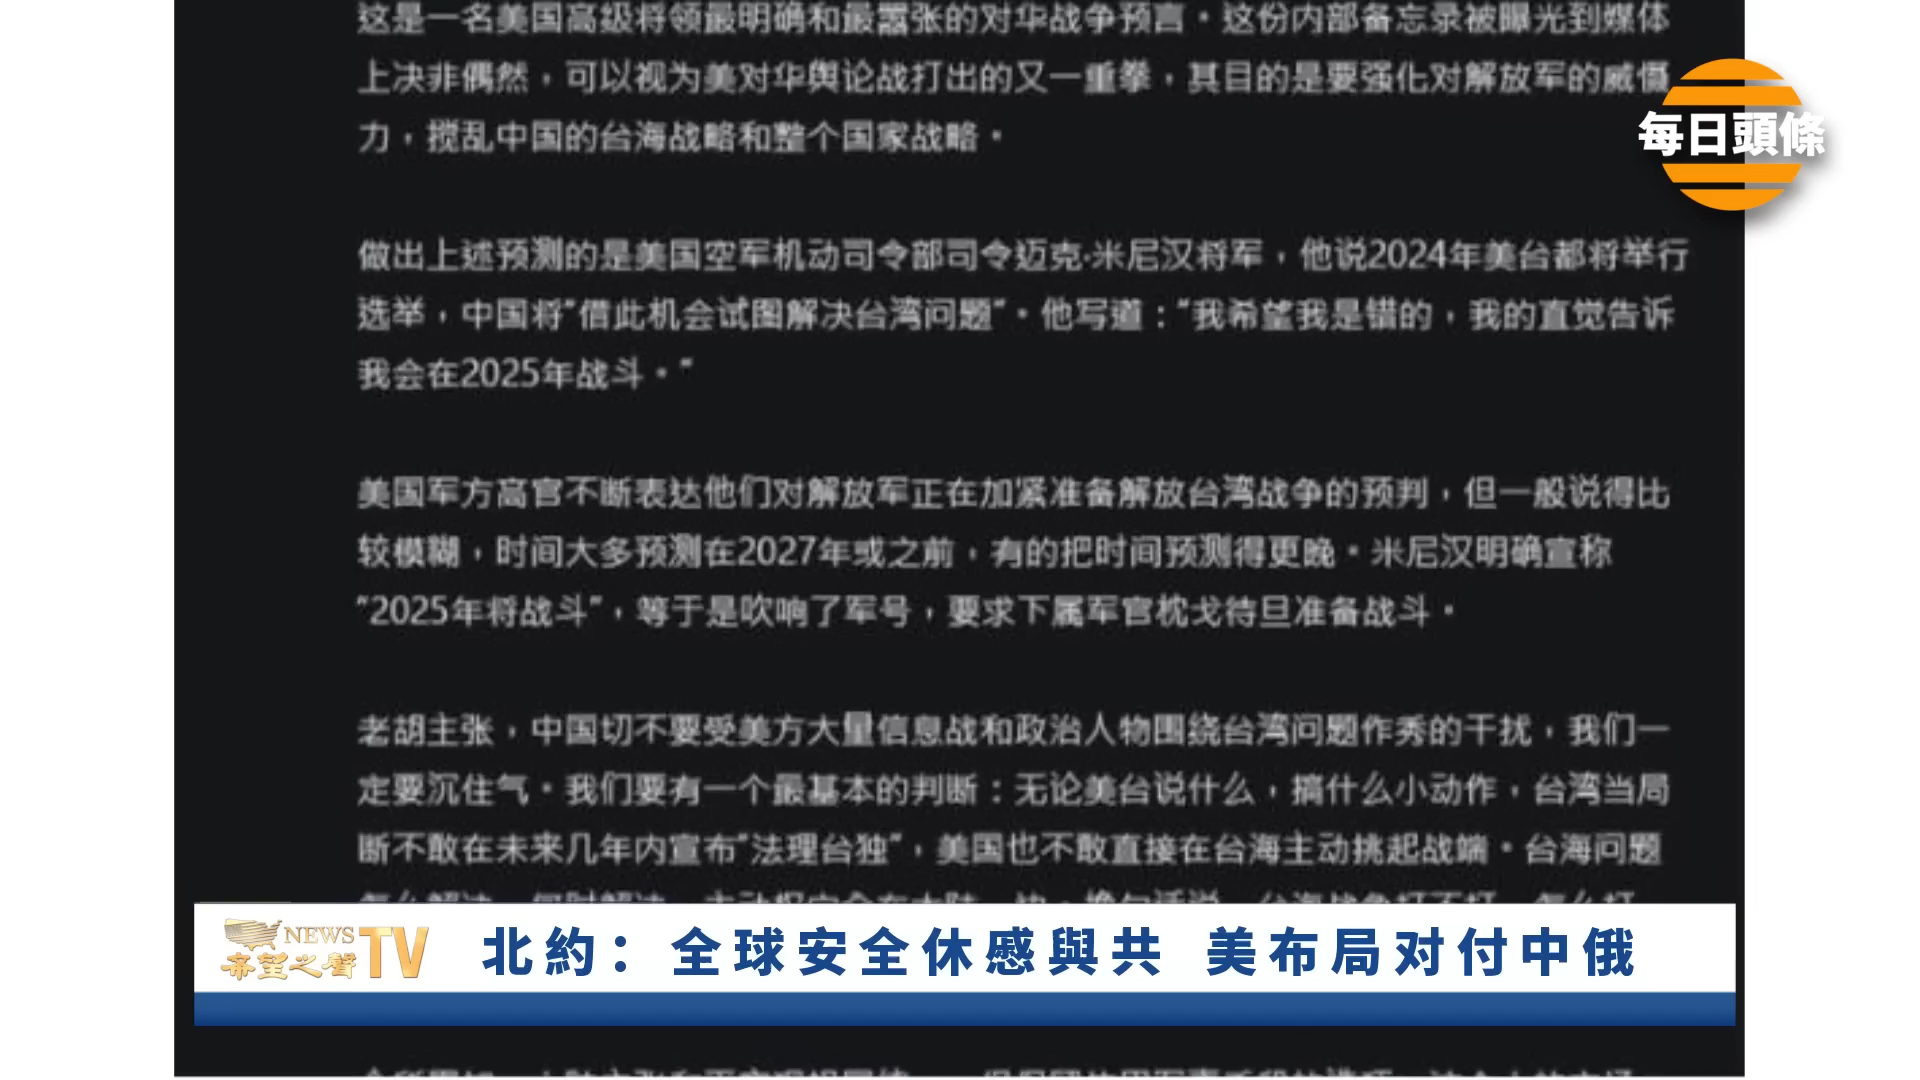 这是一名美国高级将领最明确和最嚣张的对华战争预言。这份内部备忘录被曝光到媒体
上决非偶然，可以视为美对华舆论战打出的又一重拳，其目的是要强化对解放军的威慑
力，搅乱中国的台海战略和整个国家战略。
每日頭條
做出上述预测的是美国空军机动司令部司令迈克·米尼汉将军，他说2024年美台都将举行
选举，中国将“借此机会试图解决台湾问题”。他写道：“我希望我是错的，我的直觉告诉
我会在2025年战斗。”
美国军方高官不断表达他们对解放军正在加紧准备解放台湾战争的预判，但一般说得比
较模糊，时间大多预测在2027年或之前，有的把时间预测得更晚。米尼汉明确宣称
“2025年将战斗”，等于是吹响了军号，要求下属军官枕戈待旦准备战斗。
老胡主张，中国切不要受美方大量信息战和政治人物围绕台湾问题作秀的干扰，我们一
定要沉住气。我们要有一个最基本的判断：无论美台说什么，搞什么小动作，台湾当局
断不敢在未来几年内宣布“法理台独”，美国也不敢直接在台海主动挑起战端。台海问题
NEWS
希望之聲TV
北約：全球安全休慼與共 美布局对付中俄